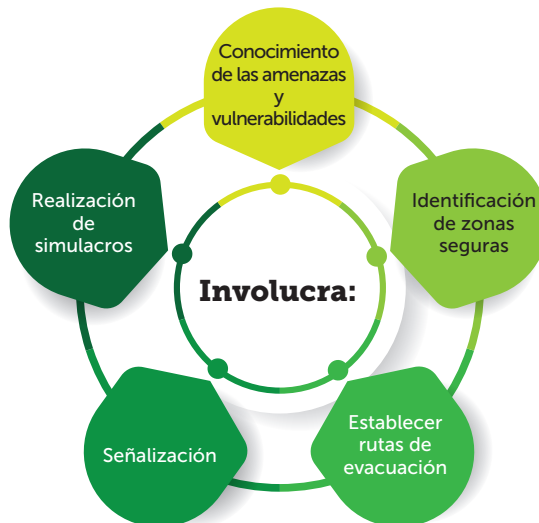 Conocimiento
de las amenazas
y
vulnerabilidades
Identificación
de zonas
seguras
Establecer
rutas de
evacuación
Señalización
Realización
de
simulacros
Involucra: